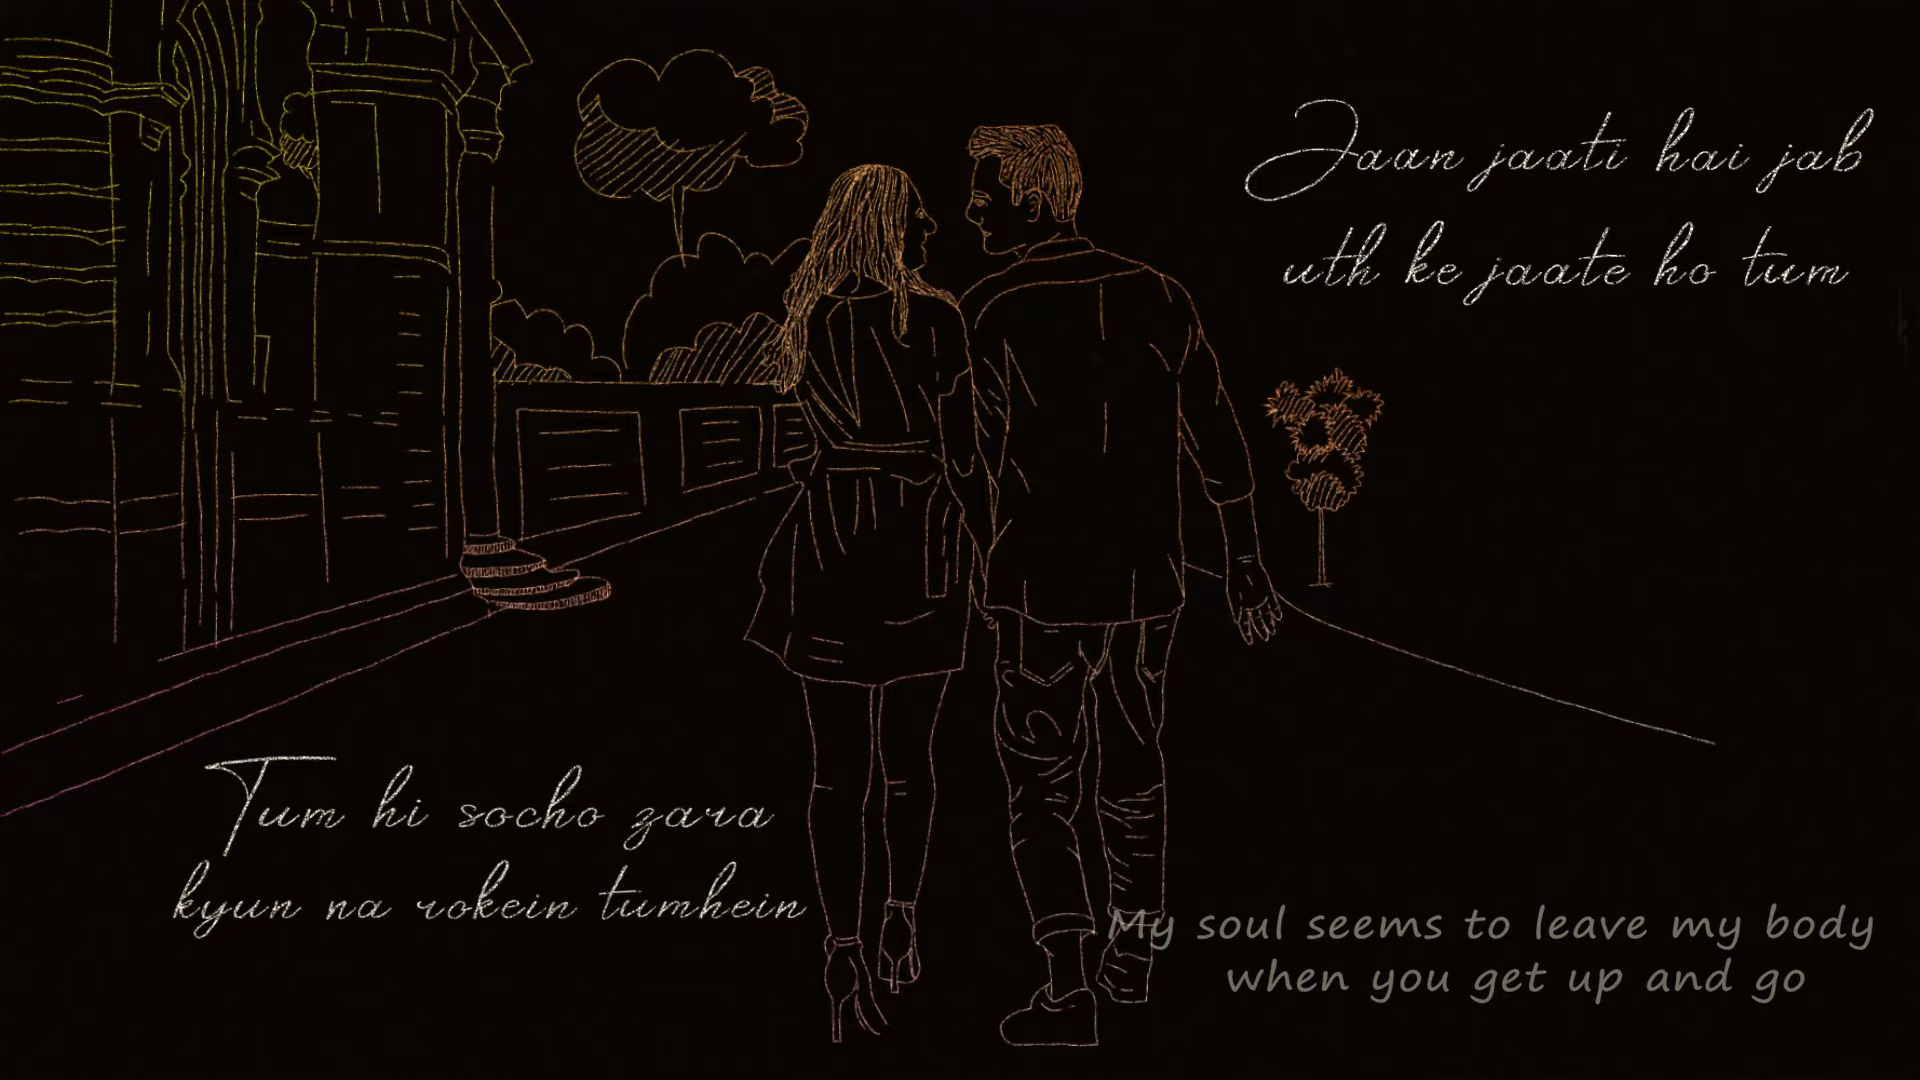 Jaan jaati hai jab
uth ke jaate ho tum
Tum hi socho zara
kyun na rokein tumhein
My soul seems to leave my body
when you get up and go